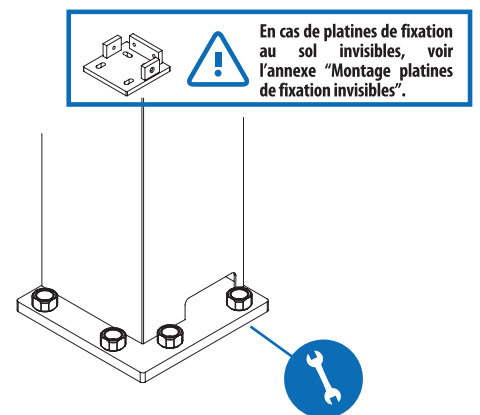 En cas de platines de fixation
au sol invisibles, voir
l'annexe “Montage platines
de fixation invisibles”.